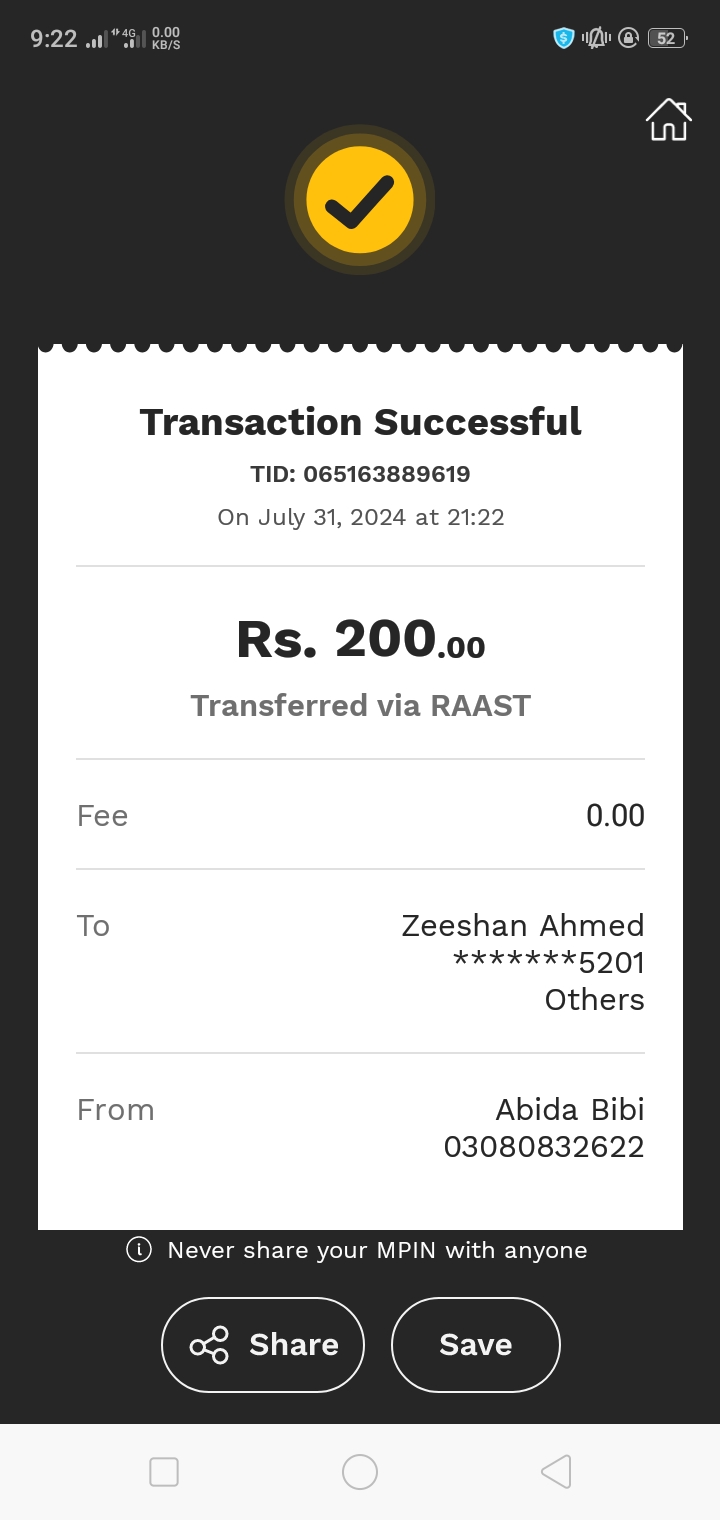 9:22 4G 0.00 KB/S 52
Transaction Successful
TID: 065163889619
On July 31, 2024 at 21:22
Rs. 200.00
Transferred via RAAST
Fee 0.00
To Zeeshan Ahmed
*******5201
Others
From Abida Bibi
03080832622
Never share your MPIN with anyone
Share Save